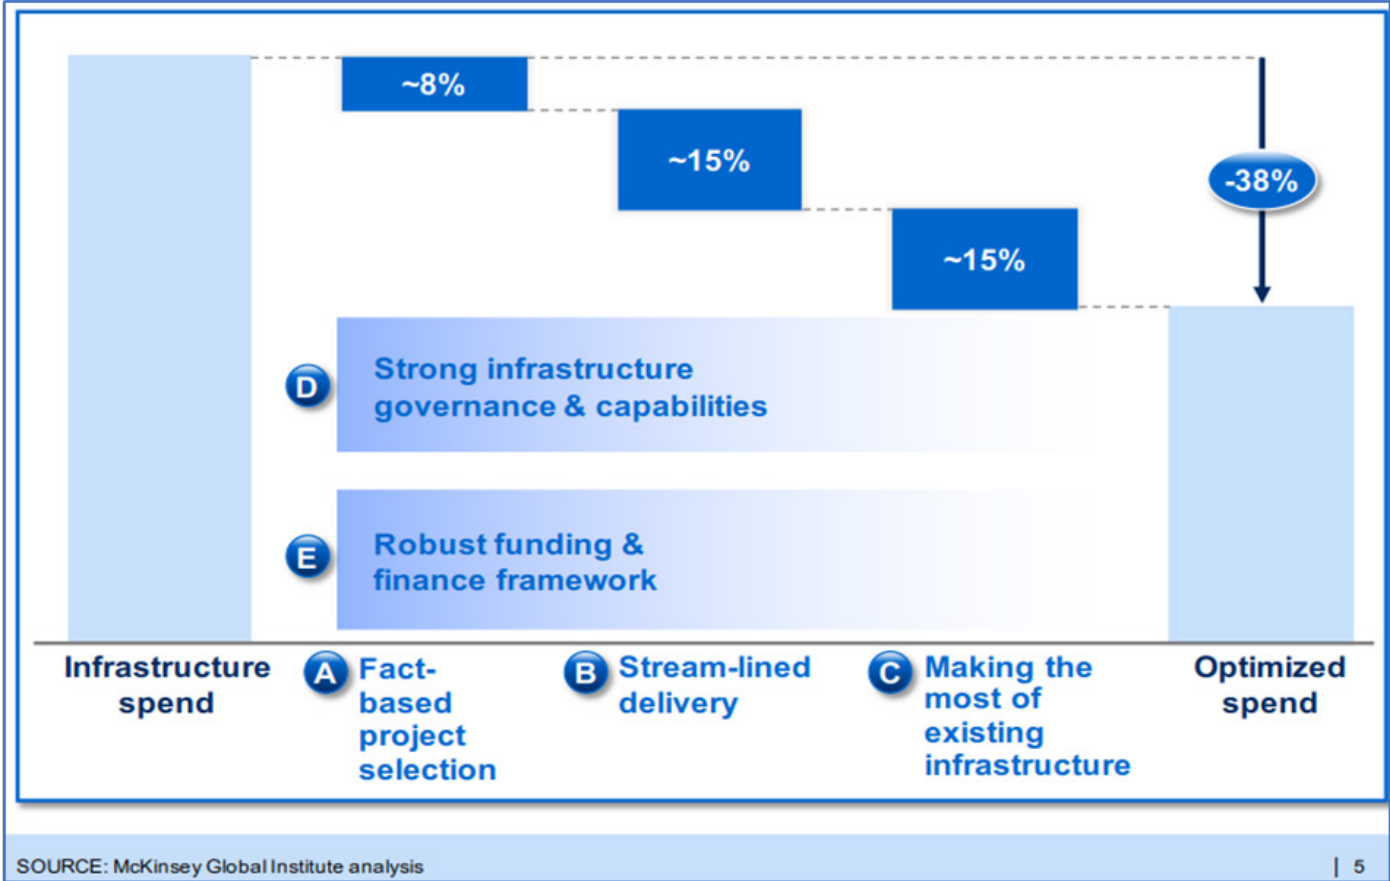 ~8%
~15%
-38%
~15%
D
Strong infrastructure
governance & capabilities
E
Robust funding &
finance framework
Infrastructure
spend
A
Fact-
based
project
selection
B
Stream-lined
delivery
C
Making the
most of
existing
infrastructure
Optimized
spend
SOURCE: McKinsey Global Institute analysis
| 5